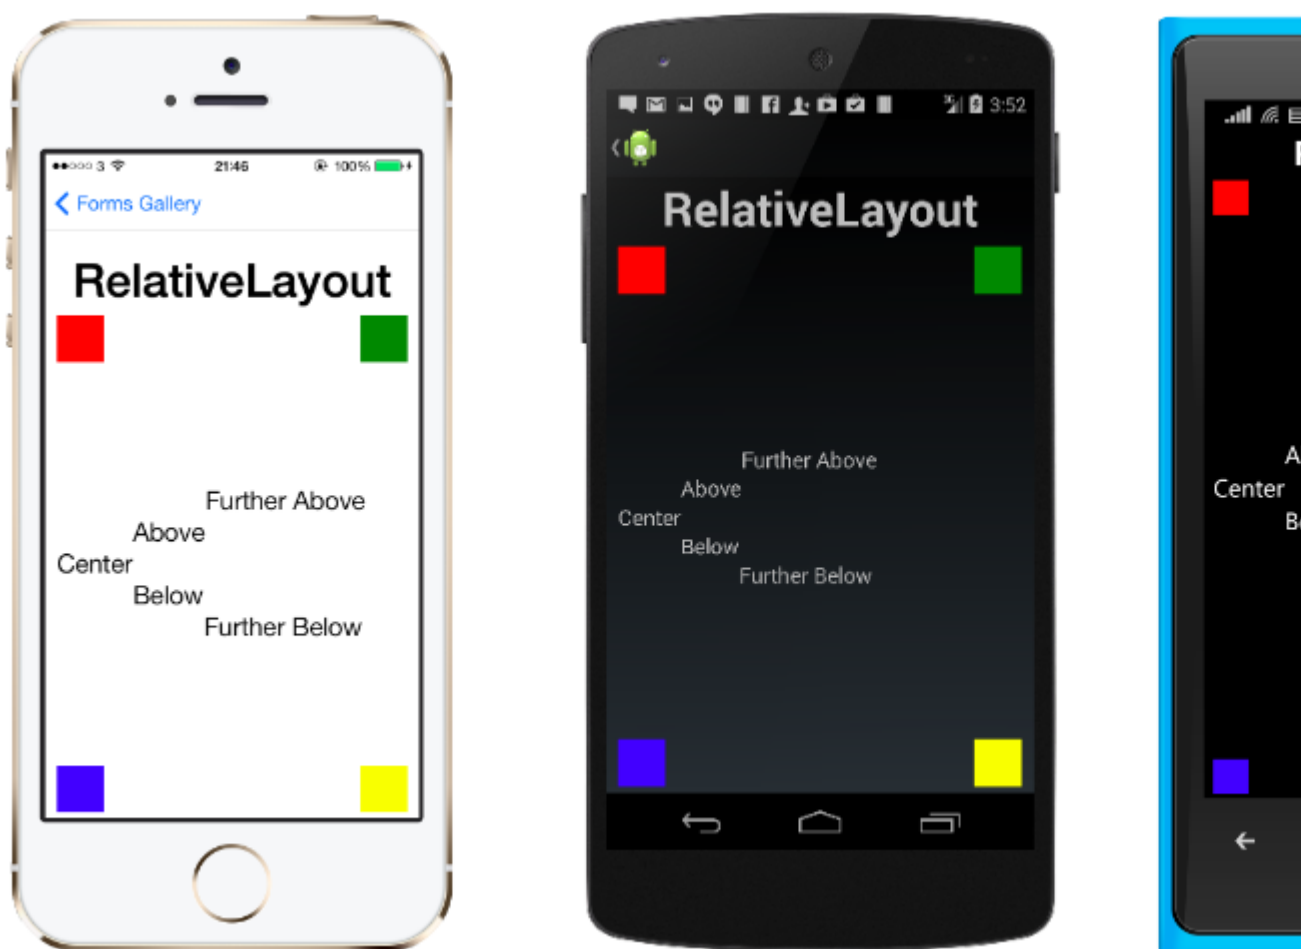 3 21:46 100%
Forms Gallery
RelativeLayout
Further Above
Above
Center
Below
Further Below
3:52
RelativeLayout
Further Above
Above
Center
Below
Further Below
Center